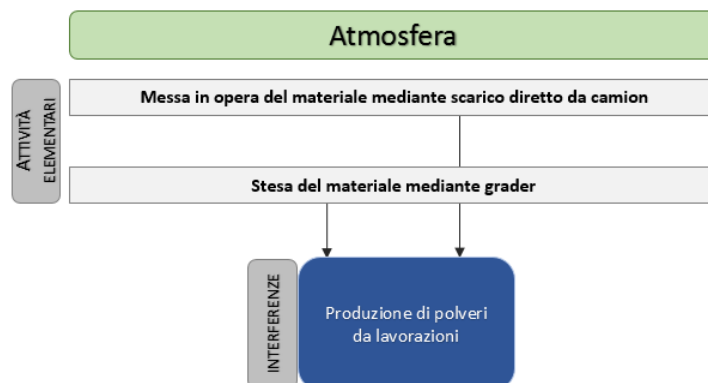 Atmosfera
ATTIVITÀ
ELEMENTARI
Messa in opera del materiale mediante scarico diretto da camion
Stesa del materiale mediante grader
INTERFERENZE
Produzione di polveri
da lavorazioni